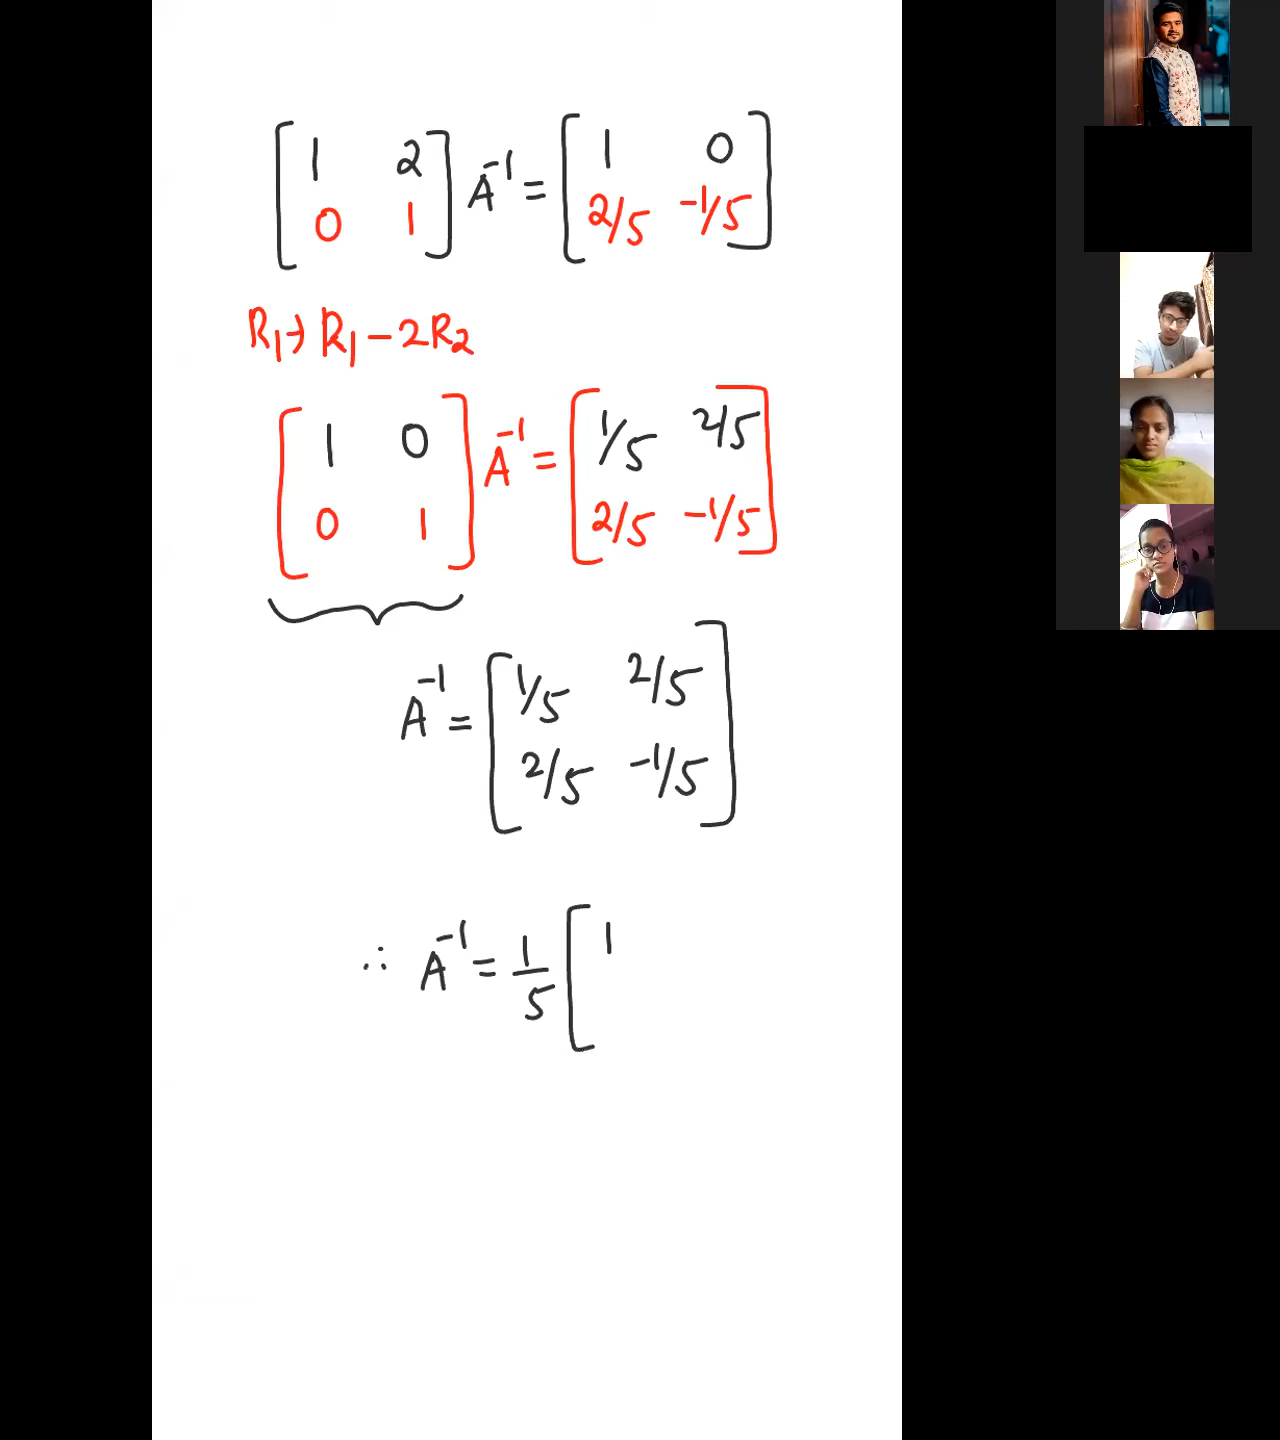 [1 2
0 1] A⁻¹ = [1 0
2/5 -1/5]
R₁→R₁-2R₂
[1 0
0 1] A⁻¹ = [1/5 2/5
2/5 -1/5]
A⁻¹ = [1/5 2/5
2/5 -1/5]
∴ A⁻¹ = 1/5 [1